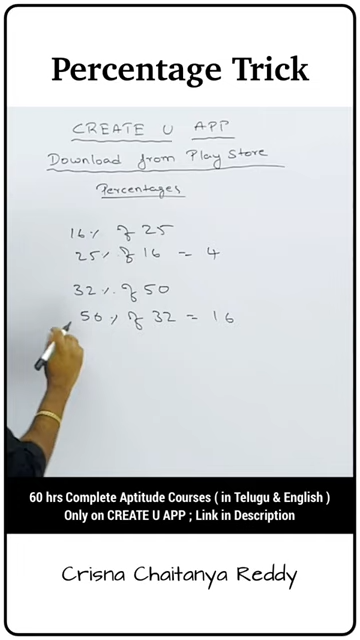 Percentage Trick
CREATE U APP
Download from Play Store
Percentages
16% of 25
25% of 16 = 4
32% of 50
50% of 32 = 16
60 hrs Complete Aptitude Courses ( in Telugu & English )
Only on CREATE U APP ; Link in Description
Crisna Chaitanya Reddy